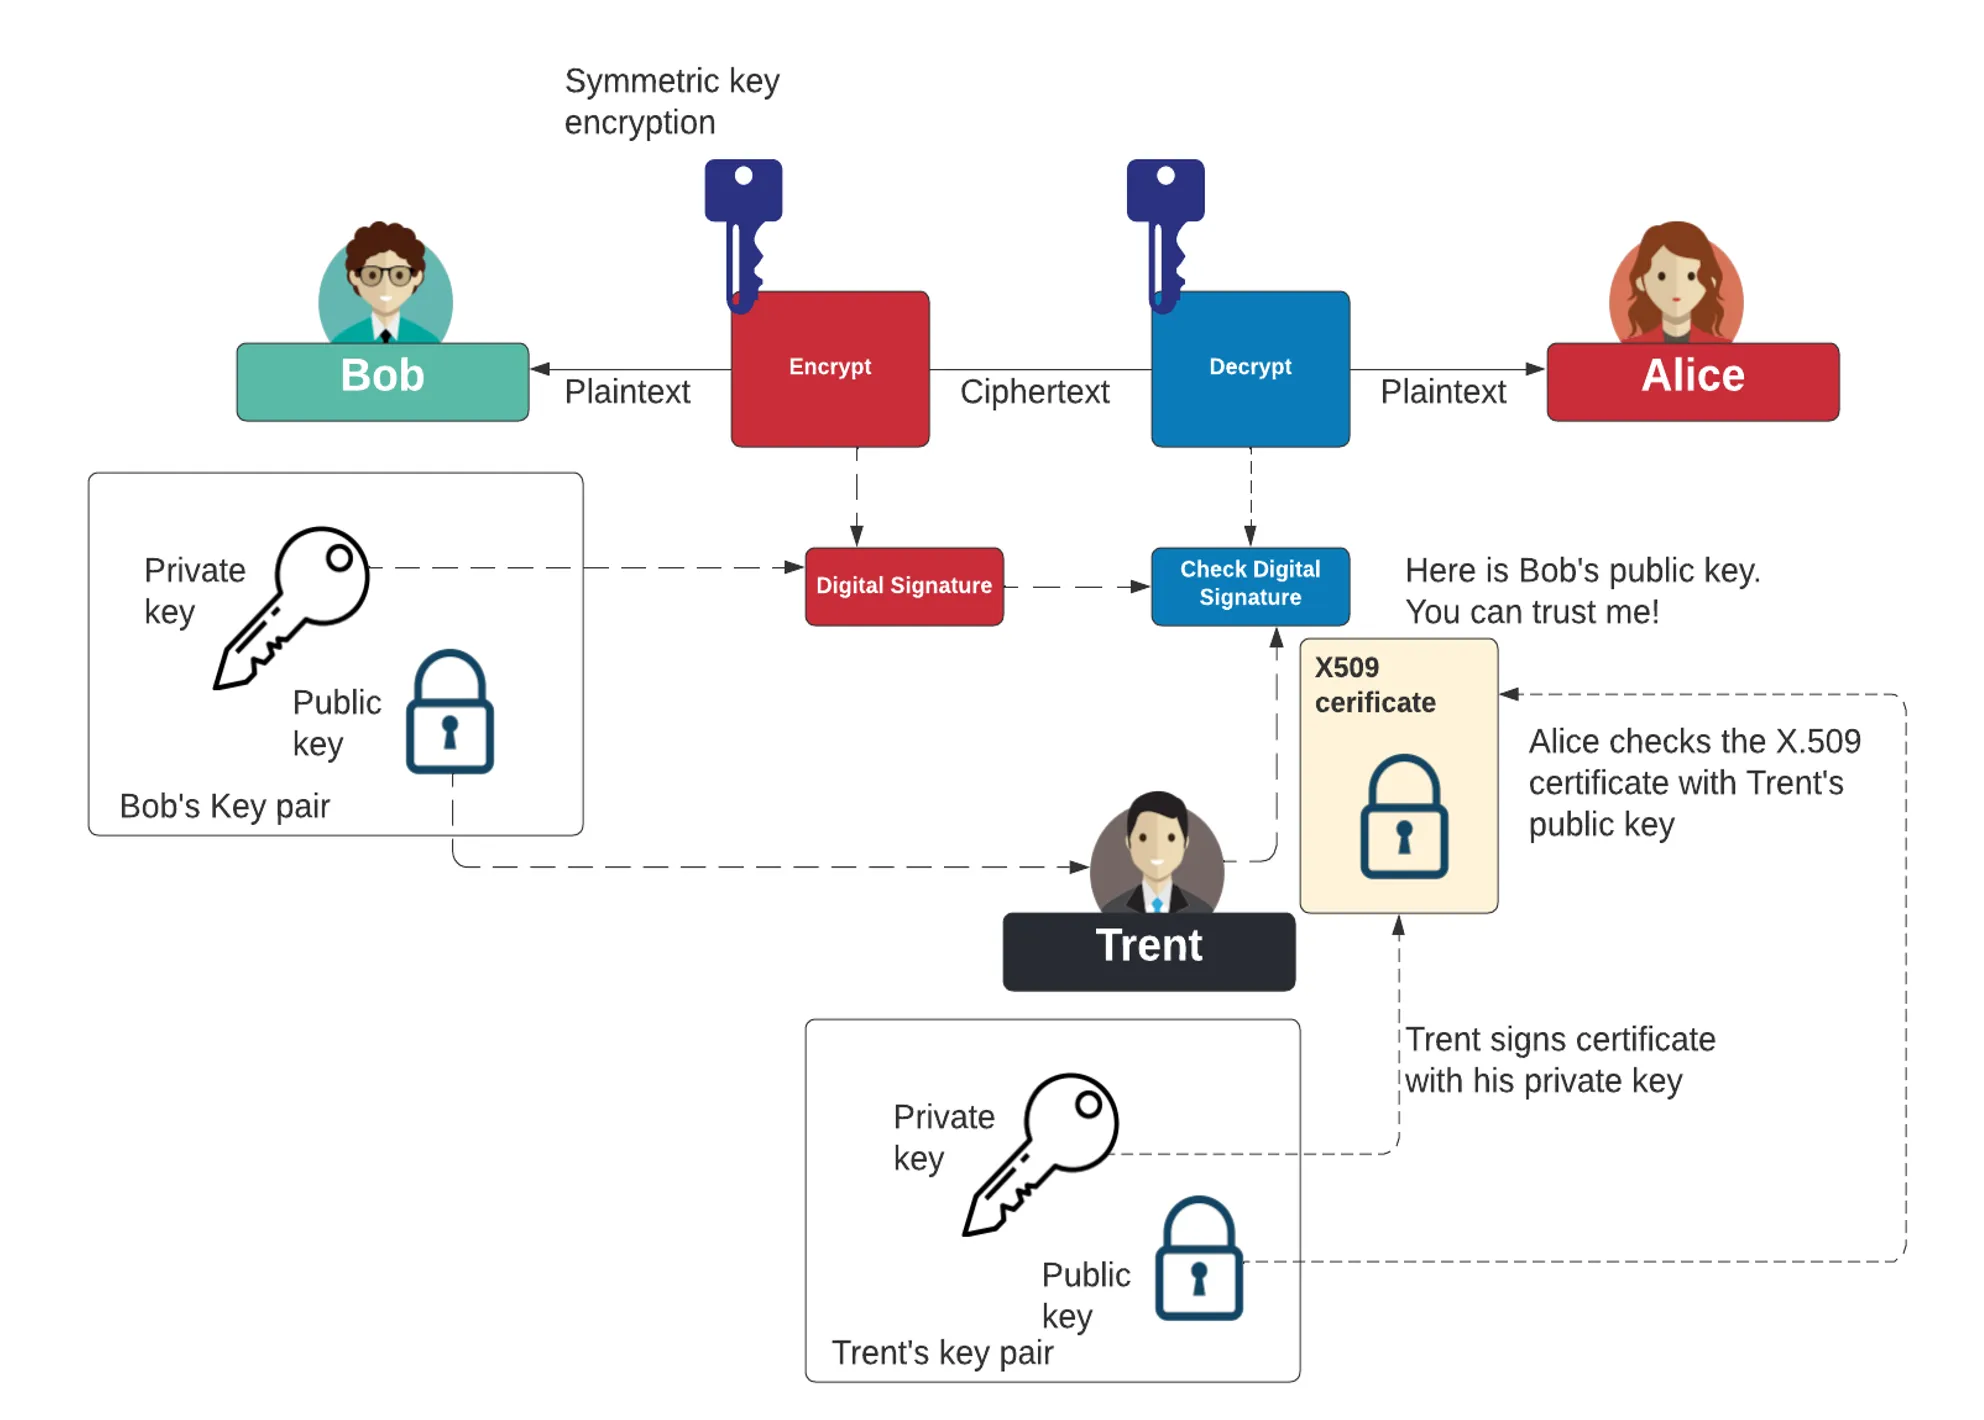 Symmetric key
encryption
Bob
Plaintext
Encrypt
Ciphertext
Decrypt
Plaintext
Alice
Private
key
Public
key
Bob's Key pair
Digital Signature
Check Digital
Signature
Here is Bob's public key.
You can trust me!
X509
cerificate
Alice checks the X.509
certificate with Trent's
public key
Trent
Trent signs certificate
with his private key
Private
key
Public
key
Trent's key pair